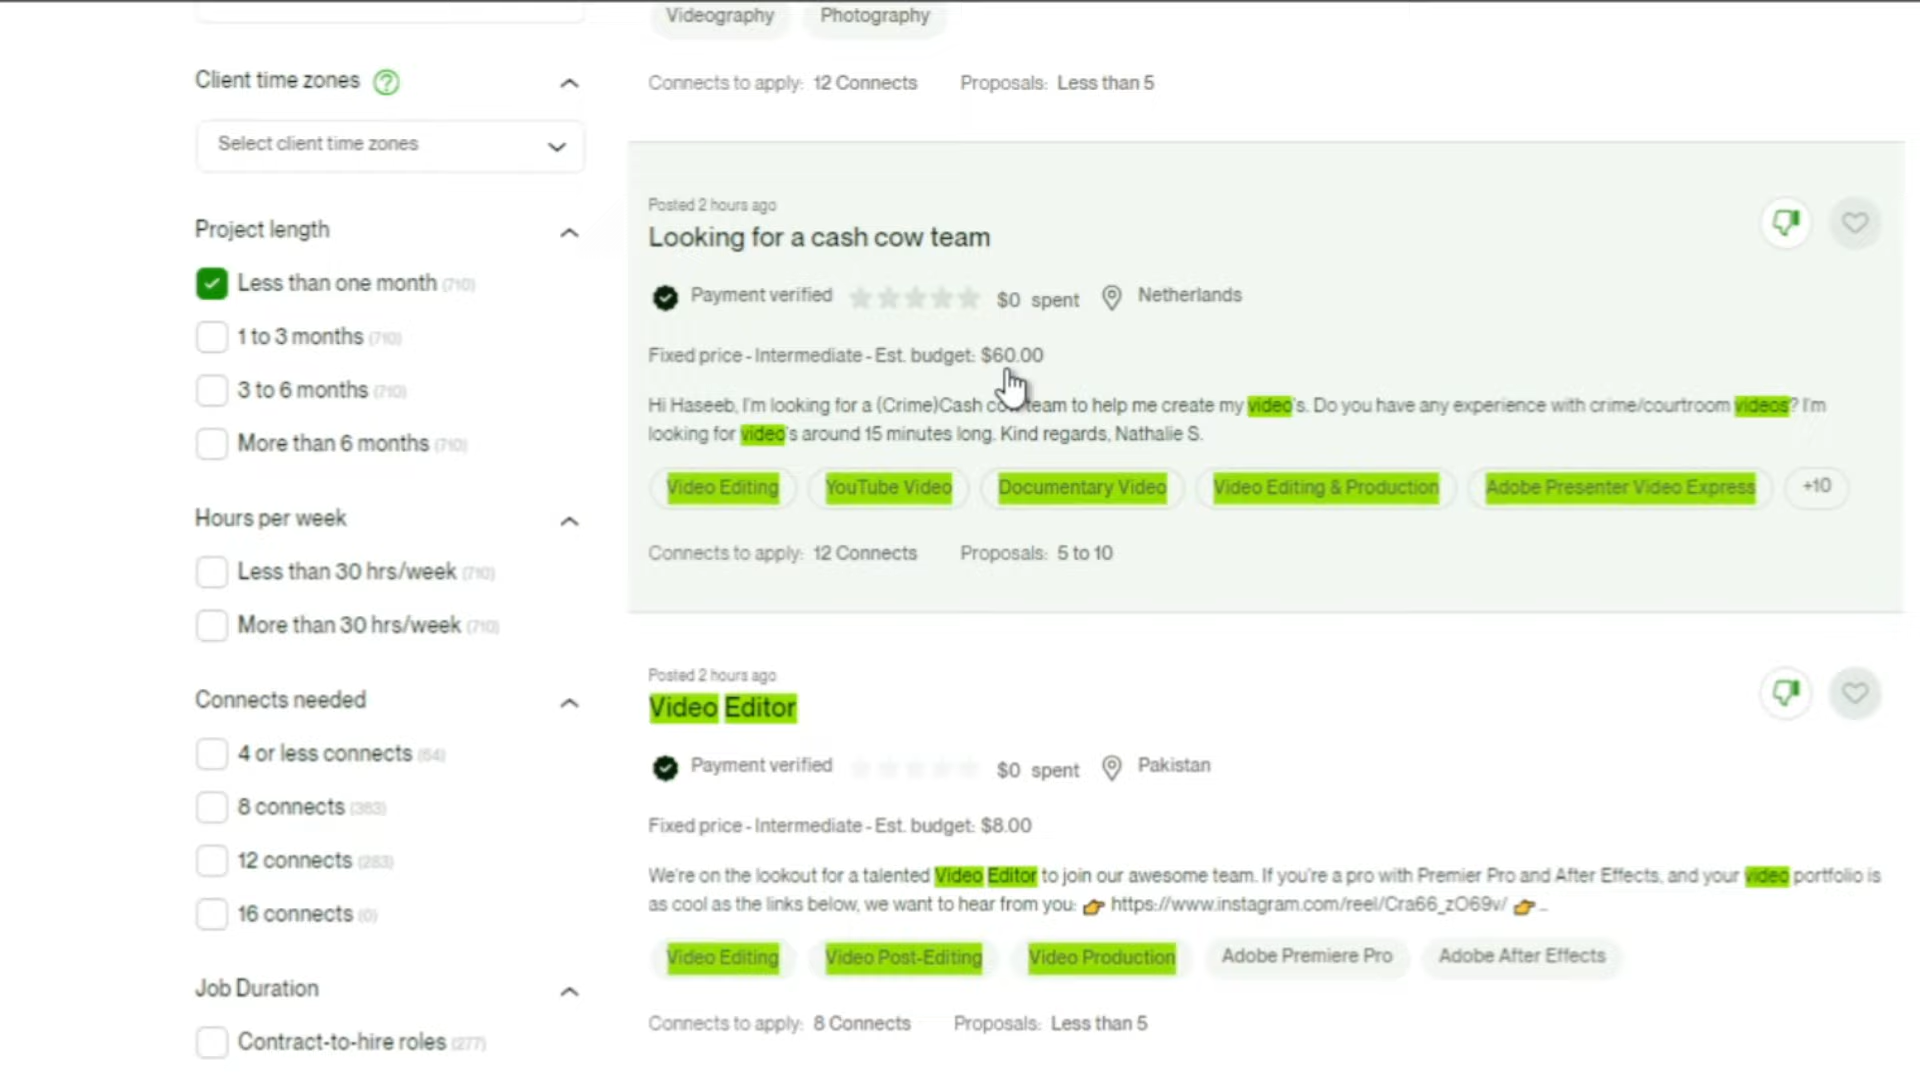 Client time zones
Select client time zones
Project length
Less than one month (710)
1 to 3 months (710)
3 to 6 months (710)
More than 6 months (710)
Hours per week
Less than 30 hrs/week (710)
More than 30 hrs/week (710)
Connects needed
4 or less connects (64)
8 connects (363)
12 connects (283)
16 connects (0)
Job Duration
Contract-to-hire roles (277)
Videography Photography
Connects to apply: 12 Connects Proposals: Less than 5
Posted 2 hours ago
Looking for a cash cow team
Payment verified $0 spent Netherlands
Fixed price - Intermediate - Est. budget: $60.00
Hi Haseeb, I'm looking for a (Crime)Cash cow team to help me create my video's. Do you have any experience with crime/courtroom videos? I'm
looking for video's around 15 minutes long. Kind regards, Nathalie S.
Video Editing YouTube Video Documentary Video Video Editing & Production Adobe Presenter Video Express +10
Connects to apply: 12 Connects Proposals: 5 to 10
Posted 2 hours ago
Video Editor
Payment verified $0 spent Pakistan
Fixed price - Intermediate - Est. budget: $8.00
We're on the lookout for a talented Video Editor to join our awesome team. If you're a pro with Premier Pro and After Effects, and your video portfolio is
as cool as the links below, we want to hear from you: 👉 https://www.instagram.com/reel/Cra66_zO69v/ 👉 ...
Video Editing Video Post-Editing Video Production Adobe Premiere Pro Adobe After Effects
Connects to apply: 8 Connects Proposals: Less than 5